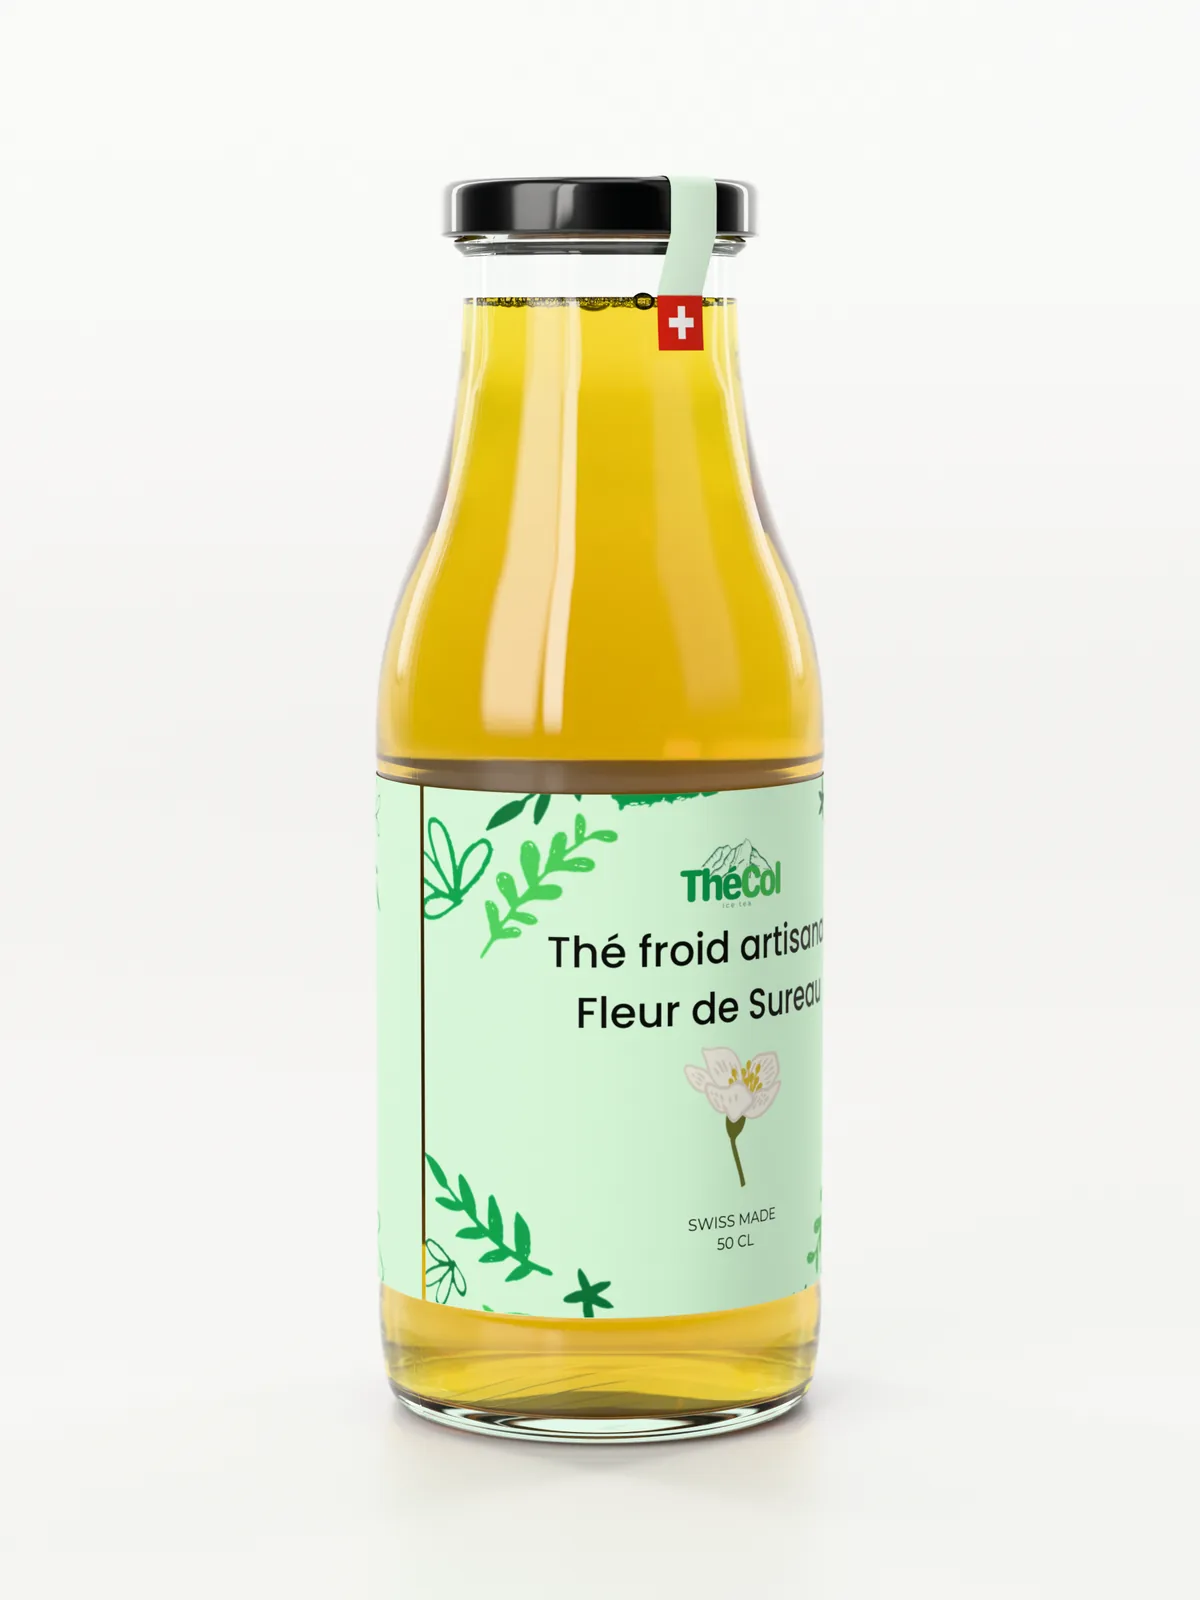 ThéCol
ice tea
Thé froid artisana
Fleur de Sureau
SWISS MADE
50 CL